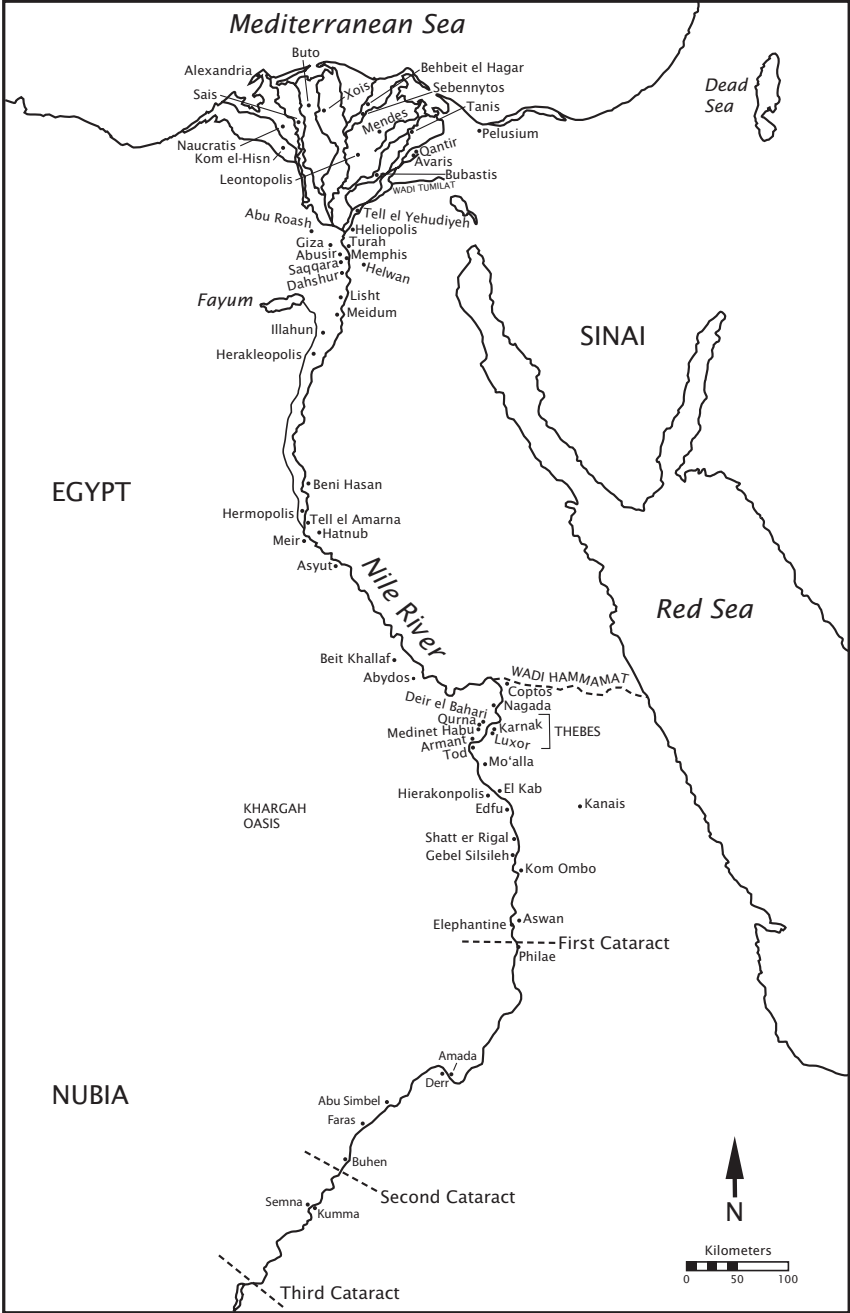 Mediterranean Sea
Buto
Alexandria
Behbeit el Hagar
Sais
Xois
Sebennytos
Dead
Sea
Tanis
Mendes
Pelusium
Naucratis
Qantir
Kom el-Hisn
Avaris
Leontopolis
Bubastis
WADI TUMILAT
Abu Roash
Tell el Yehudiyeh
Heliopolis
Giza
Turah
Abusir
Memphis
Saqqara
Helwan
Dahshur
Fayum
Lisht
Meidum
Illahun
SINAI
Herakleopolis
EGYPT
Beni Hasan
Hermopolis
Tell el Amarna
Hatnub
Meir
Asyut
Nile River
Red Sea
Beit Khallaf
Abydos
WADI HAMMAMAT
Coptos
Deir el Bahari
Nagada
Qurna
Karnak
Medinet Habu
THEBES
Armant
Luxor
Tod
Mo‘alla
El Kab
Hierakonpolis
Kanais
KHARGAH
OASIS
Edfu
Shatt er Rigal
Gebel Silsileh
Kom Ombo
Aswan
Elephantine
First Cataract
Philae
Amada
Derr
NUBIA
Abu Simbel
Faras
Buhen
Second Cataract
Semna
Kumma
N
Kilometers
0 50 100
Third Cataract